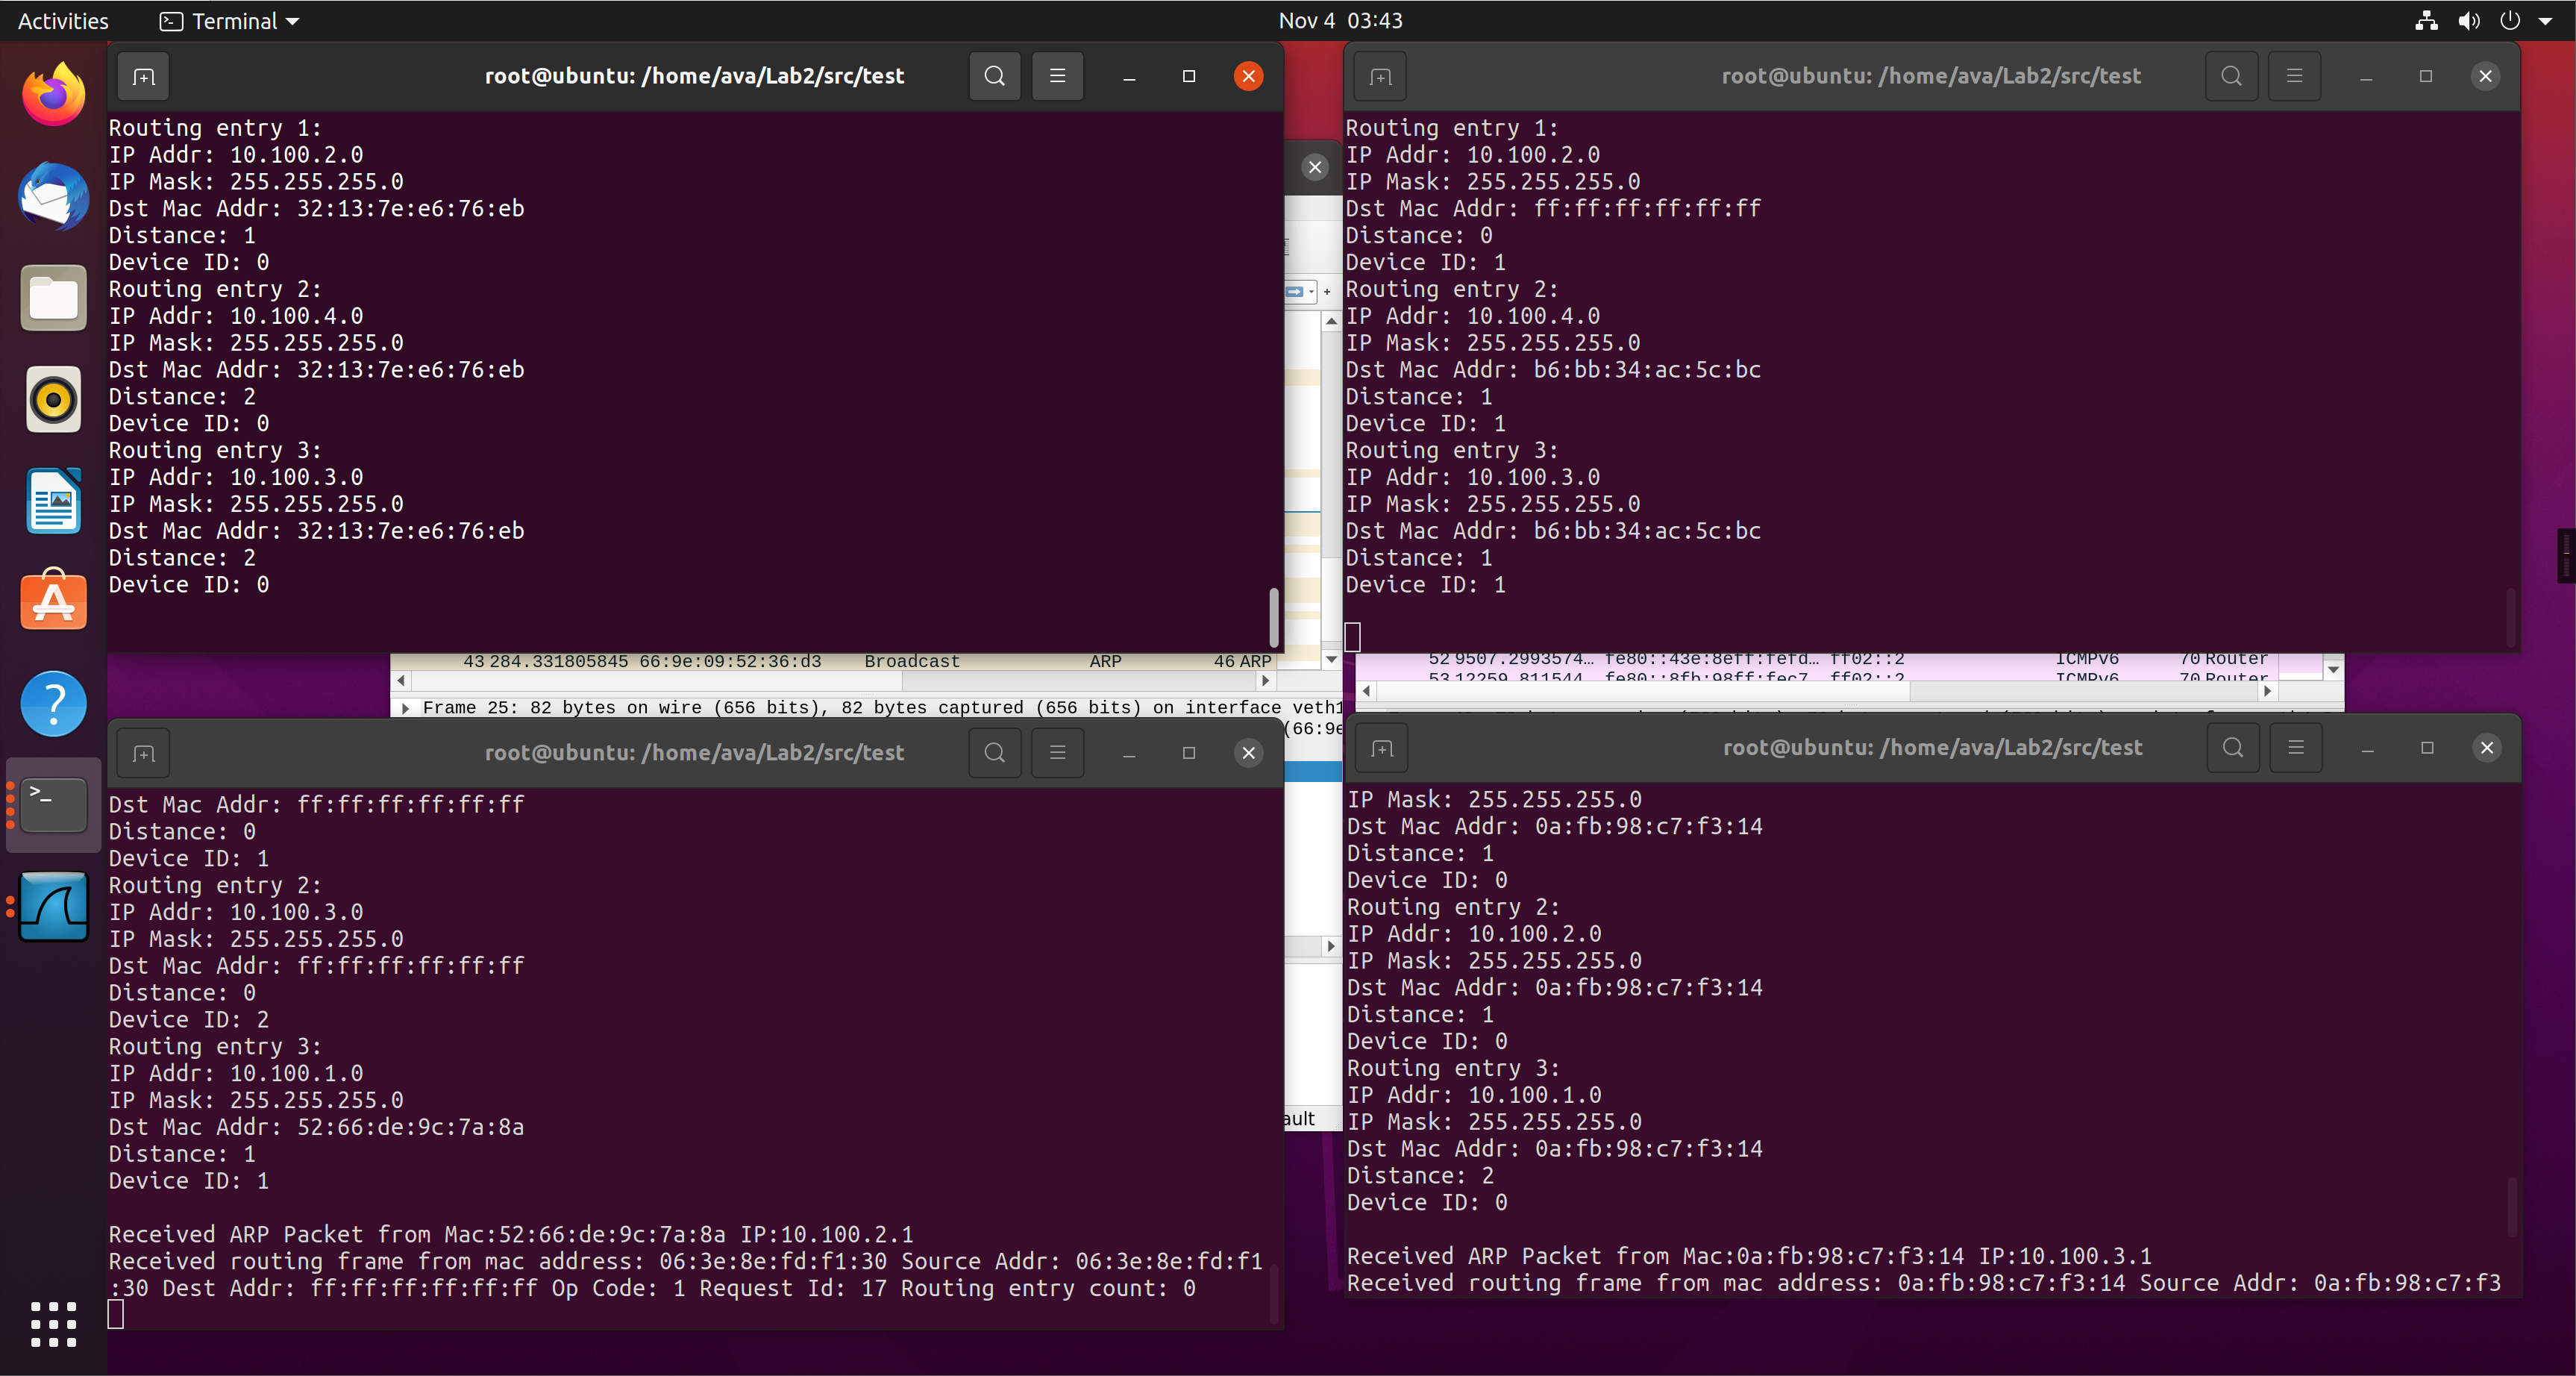 Activities
Terminal
Nov 4 03:43
root@ubuntu: /home/ava/Lab2/src/test
Routing entry 1:
IP Addr: 10.100.2.0
IP Mask: 255.255.255.0
Dst Mac Addr: 32:13:7e:e6:76:eb
Distance: 1
Device ID: 0
Routing entry 2:
IP Addr: 10.100.4.0
IP Mask: 255.255.255.0
Dst Mac Addr: 32:13:7e:e6:76:eb
Distance: 2
Device ID: 0
Routing entry 3:
IP Addr: 10.100.3.0
IP Mask: 255.255.255.0
Dst Mac Addr: 32:13:7e:e6:76:eb
Distance: 2
Device ID: 0
root@ubuntu: /home/ava/Lab2/src/test
Routing entry 1:
IP Addr: 10.100.2.0
IP Mask: 255.255.255.0
Dst Mac Addr: ff:ff:ff:ff:ff:ff
Distance: 0
Device ID: 1
Routing entry 2:
IP Addr: 10.100.4.0
IP Mask: 255.255.255.0
Dst Mac Addr: b6:bb:34:ac:5c:bc
Distance: 1
Device ID: 1
Routing entry 3:
IP Addr: 10.100.3.0
IP Mask: 255.255.255.0
Dst Mac Addr: b6:bb:34:ac:5c:bc
Distance: 1
Device ID: 1
43 284.331805845 66:9e:09:52:36:d3 Broadcast ARP 46 ARP
Frame 25: 82 bytes on wire (656 bits), 82 bytes captured (656 bits) on interface veth1
(66:9e
ault
52 9507.2993574… fe80::43e:8eff:fefd… ff02::2 ICMPv6 70 Router
53 12259.811544… fe80::8fb:98ff:fec7… ff02::2 ICMPv6 70 Router
root@ubuntu: /home/ava/Lab2/src/test
Dst Mac Addr: ff:ff:ff:ff:ff:ff
Distance: 0
Device ID: 1
Routing entry 2:
IP Addr: 10.100.3.0
IP Mask: 255.255.255.0
Dst Mac Addr: ff:ff:ff:ff:ff:ff
Distance: 0
Device ID: 2
Routing entry 3:
IP Addr: 10.100.1.0
IP Mask: 255.255.255.0
Dst Mac Addr: 52:66:de:9c:7a:8a
Distance: 1
Device ID: 1
Received ARP Packet from Mac:52:66:de:9c:7a:8a IP:10.100.2.1
Received routing frame from mac address: 06:3e:8e:fd:f1:30 Source Addr: 06:3e:8e:fd:f1
:30 Dest Addr: ff:ff:ff:ff:ff:ff Op Code: 1 Request Id: 17 Routing entry count: 0
root@ubuntu: /home/ava/Lab2/src/test
IP Mask: 255.255.255.0
Dst Mac Addr: 0a:fb:98:c7:f3:14
Distance: 1
Device ID: 0
Routing entry 2:
IP Addr: 10.100.2.0
IP Mask: 255.255.255.0
Dst Mac Addr: 0a:fb:98:c7:f3:14
Distance: 1
Device ID: 0
Routing entry 3:
IP Addr: 10.100.1.0
IP Mask: 255.255.255.0
Dst Mac Addr: 0a:fb:98:c7:f3:14
Distance: 2
Device ID: 0
Received ARP Packet from Mac:0a:fb:98:c7:f3:14 IP:10.100.3.1
Received routing frame from mac address: 0a:fb:98:c7:f3:14 Source Addr: 0a:fb:98:c7:f3